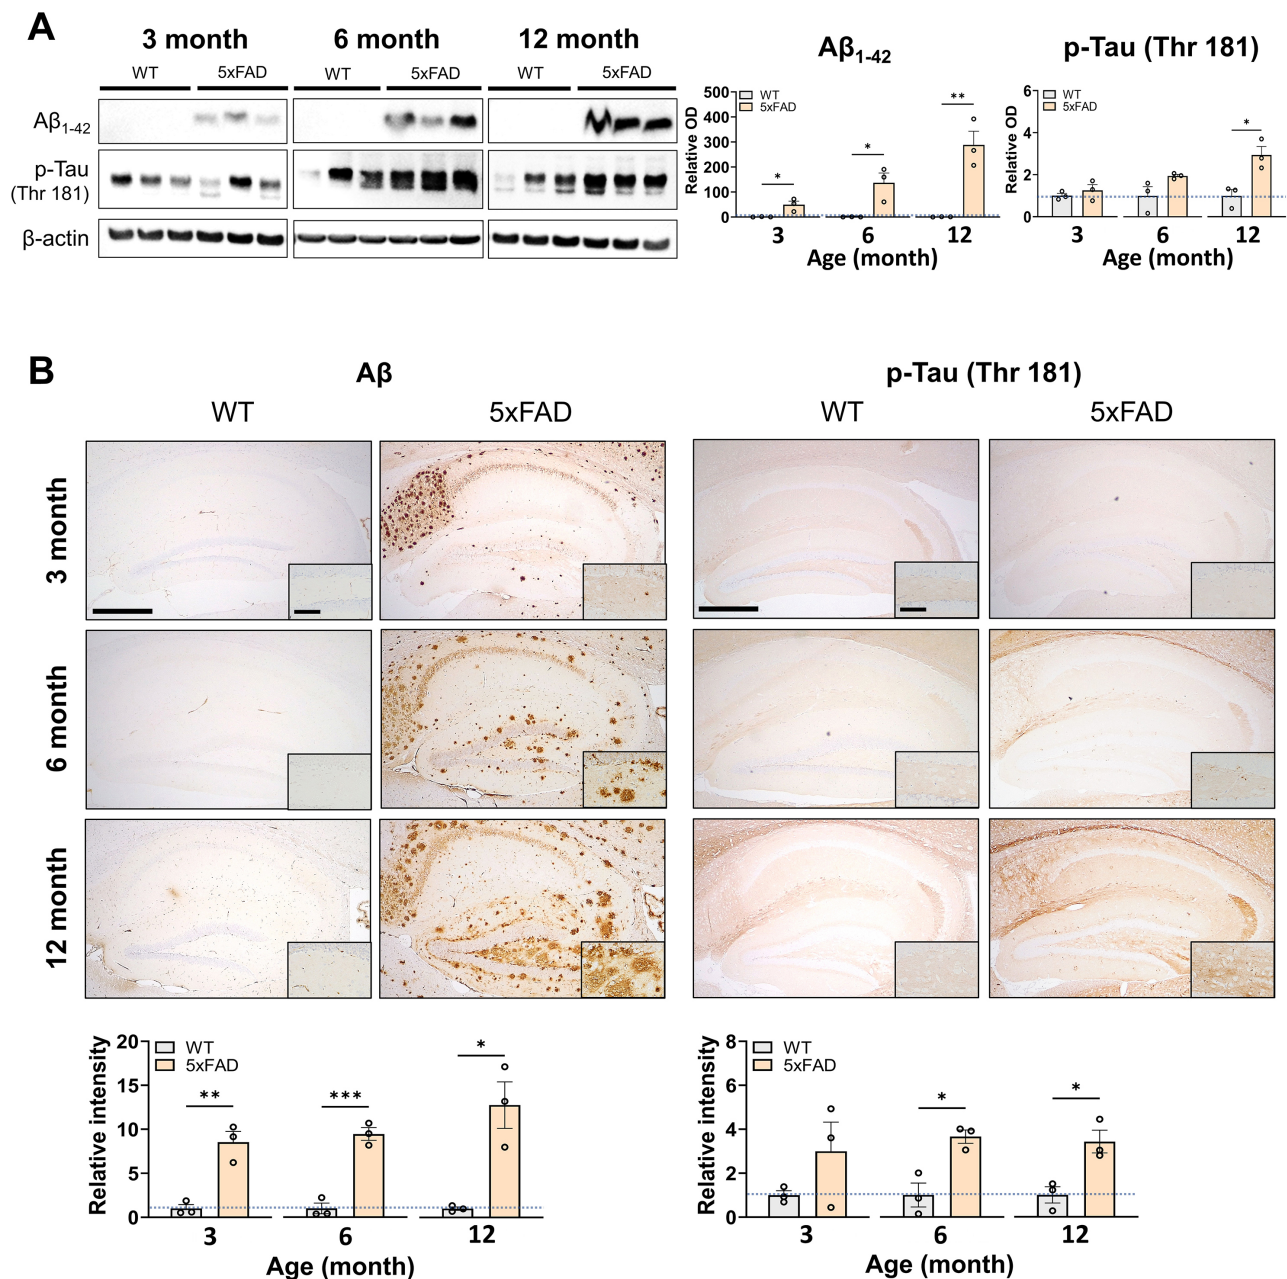 A
3 month 6 month 12 month
WT 5xFAD WT 5xFAD WT 5xFAD
Aβ1-42
p-Tau
(Thr 181)
β-actin
Aβ1-42
Relative OD
500
400
300
200
100
0
WT
5xFAD
* * **
3 6 12
Age (month)
p-Tau (Thr 181)
Relative OD
6
4
2
0
WT
5xFAD
*
3 6 12
Age (month)
B
Aβ p-Tau (Thr 181)
WT 5xFAD WT 5xFAD
3 month
6 month
12 month
Relative intensity
20
15
10
5
0
WT
5xFAD
** *** *
3 6 12
Age (month)
Relative intensity
8
6
4
2
0
WT
5xFAD
* *
3 6 12
Age (month)